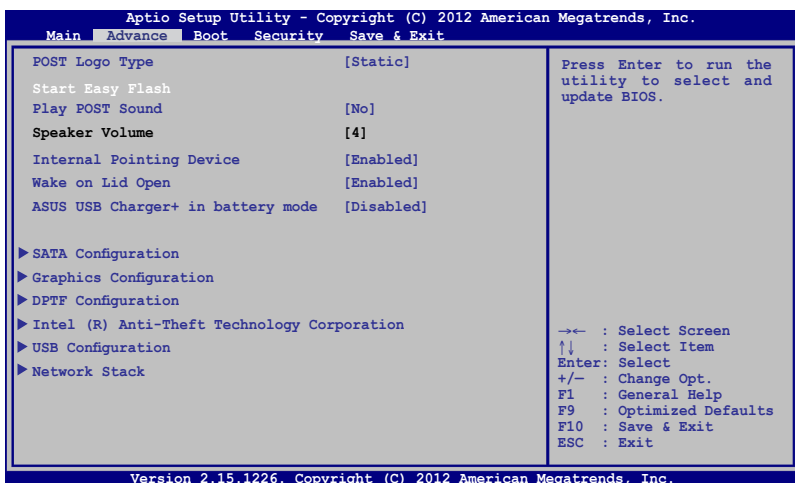 Aptio Setup Utility - Copyright (C) 2012 American Megatrends, Inc.
Main Advance Boot Security Save & Exit
POST Logo Type [Static]
Start Easy Flash
Play POST Sound [No]
Speaker Volume [4]
Internal Pointing Device [Enabled]
Wake on Lid Open [Enabled]
ASUS USB Charger+ in battery mode [Disabled]
SATA Configuration
Graphics Configuration
DPTF Configuration
Intel (R) Anti-Theft Technology Corporation
USB Configuration
Network Stack
Press Enter to run the
utility to select and
update BIOS.
→← : Select Screen
↑↓ : Select Item
Enter: Select
+/— : Change Opt.
F1 : General Help
F9 : Optimized Defaults
F10 : Save & Exit
ESC : Exit
Version 2.15.1226. Copyright (C) 2012 American Megatrends, Inc.